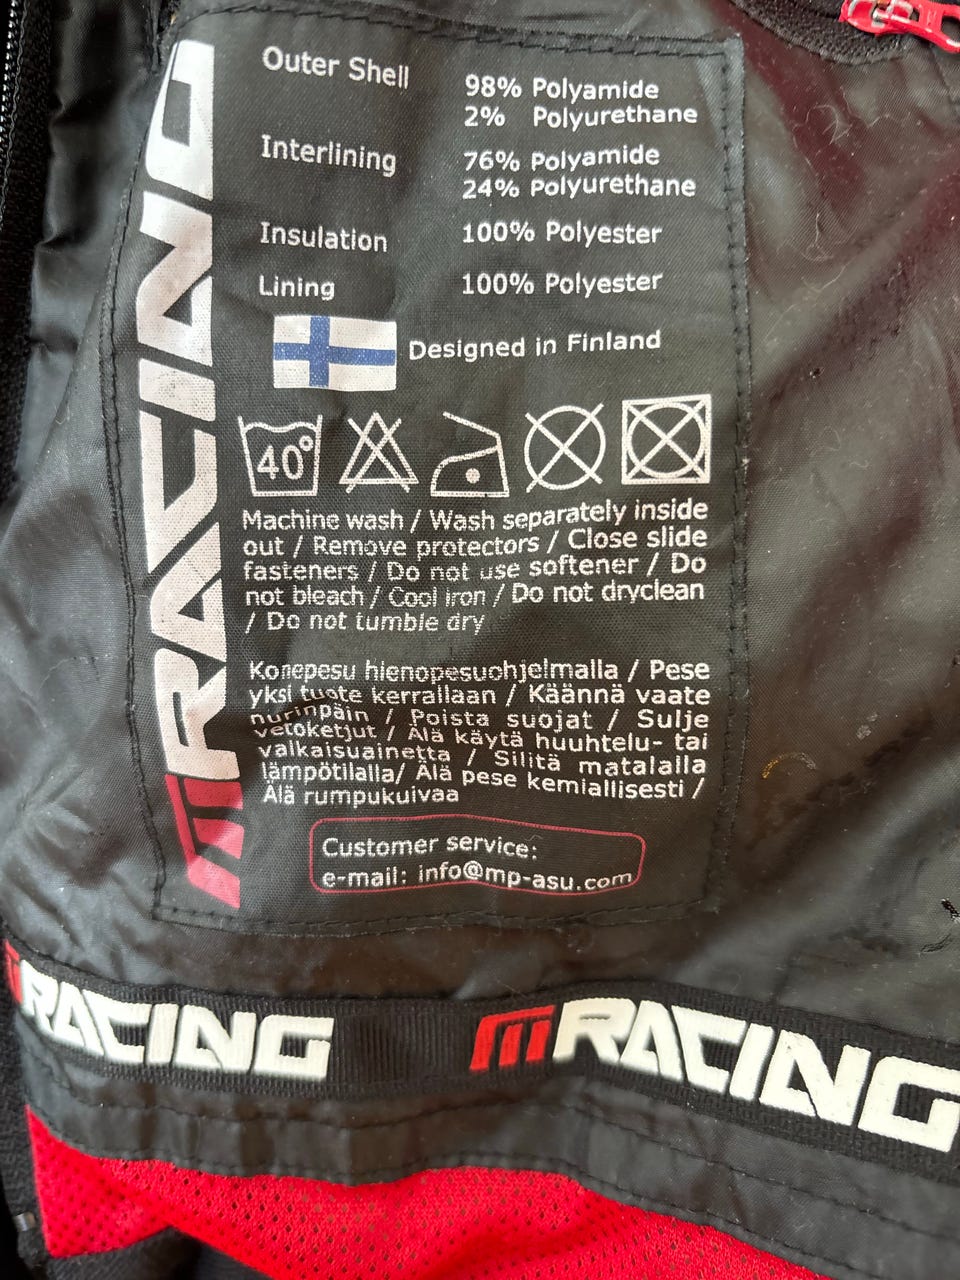 RACING
Outer Shell 98% Polyamide
2% Polyurethane
Interlining 76% Polyamide
24% Polyurethane
Insulation 100% Polyester
Lining 100% Polyester
Designed in Finland
40°
Machine wash / Wash separately inside
out / Remove protectors / Close slide
fasteners / Do not use softener / Do
not bleach / Cool iron / Do not dryclean
/ Do not tumble dry
Konepesu hienopesuohjelmalla / Pese
yksi tuote kerrallaan / Käännä vaate
nurinpäin / Poista suojat / Sulje
vetoketjut / Älä käytä huuhtelu- tai
valkaisuainetta / Silitä matalalla
lämpötilalla/ Älä pese kemiallisesti /
Älä rumpukuivaa
Customer service:
e-mail: info@mp-asu.com
RACING RACING